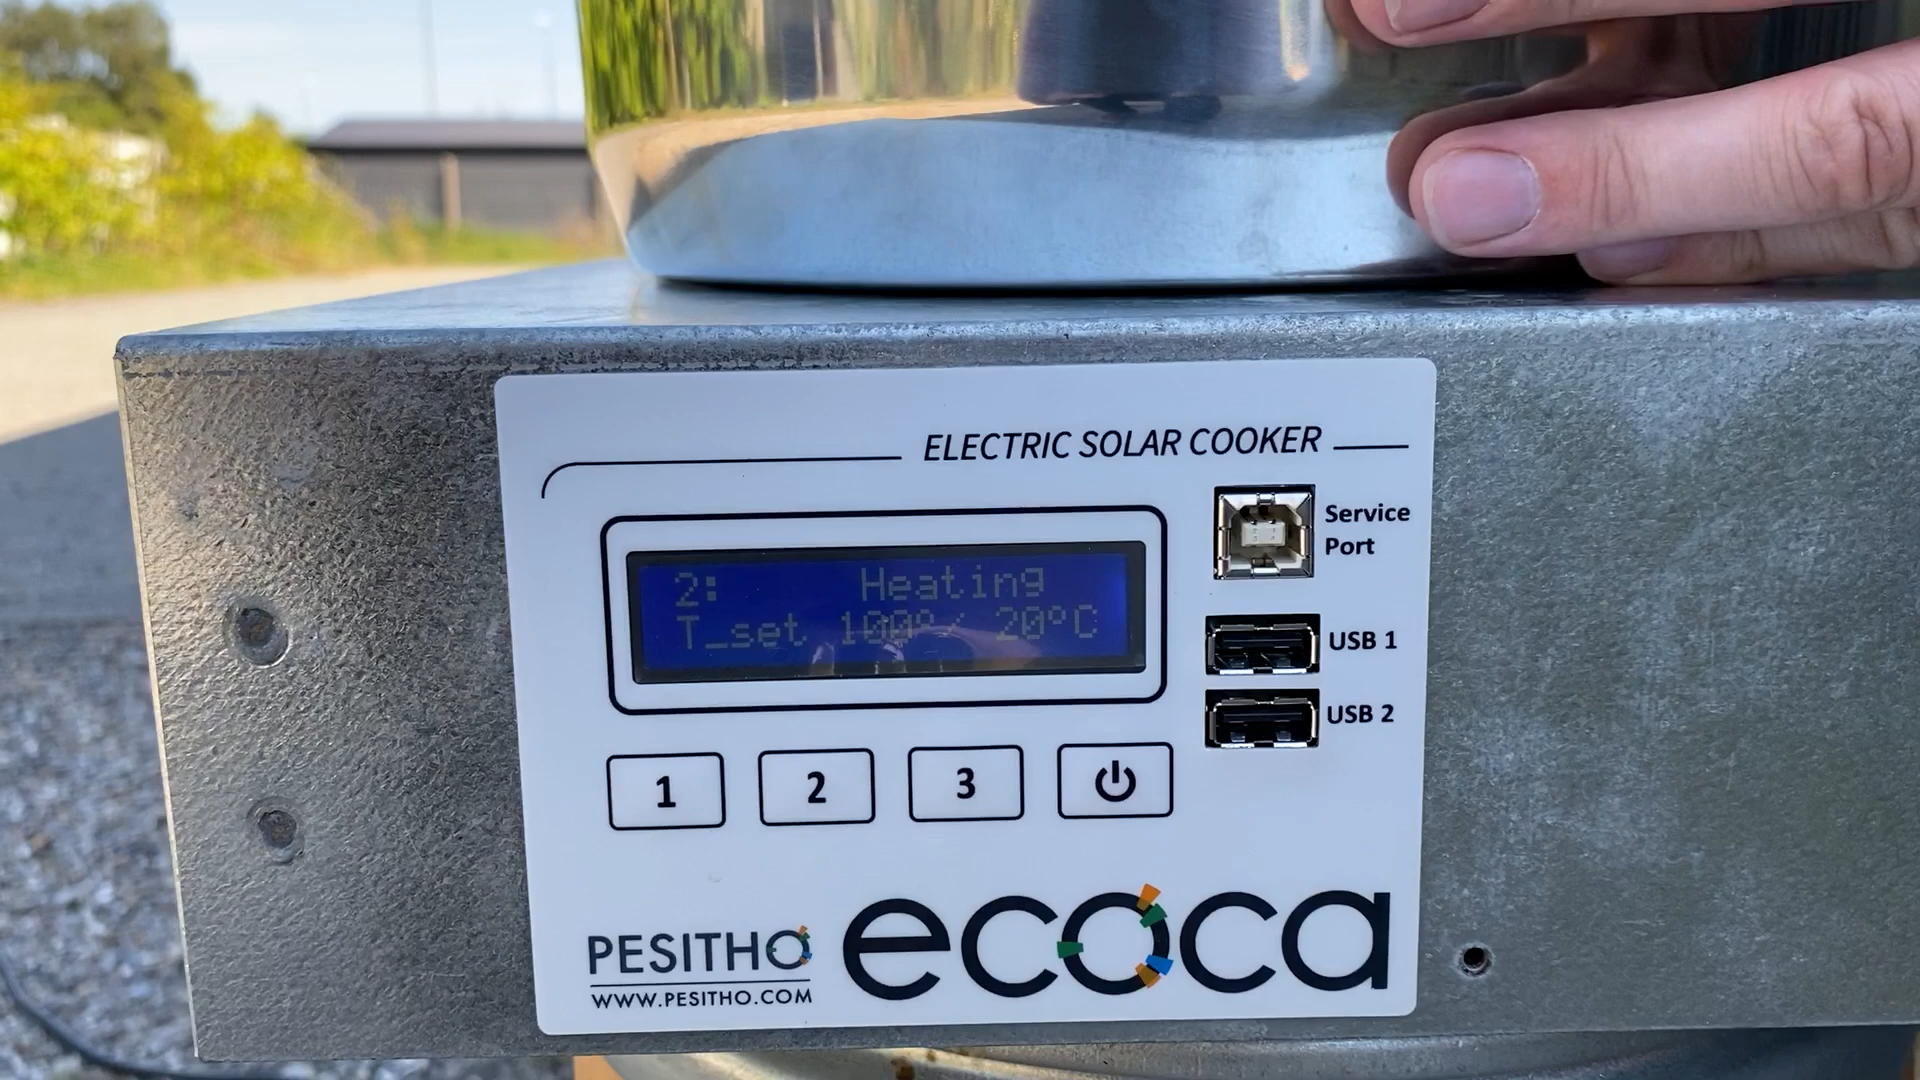 ELECTRIC SOLAR COOKER
2: Heating
T_set 100°/ 20°C
Service
Port
USB 1
USB 2
1 2 3
PESITHO
WWW.PESITHO.COM
ecoca